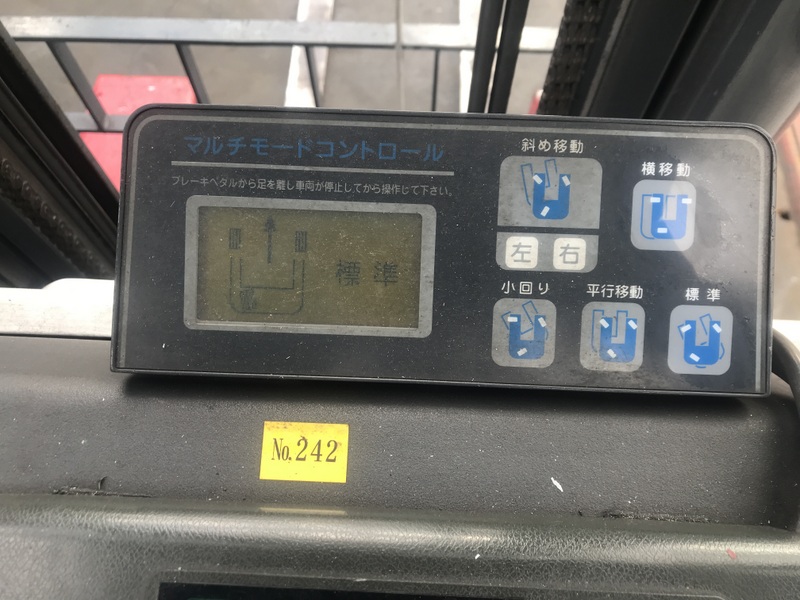 マルチモードコントロール
ブレーキペダルから足を離し車両が停止してから操作して下さい。
標準
斜め移動
横移動
左 右
小回り 平行移動 標準
No.242